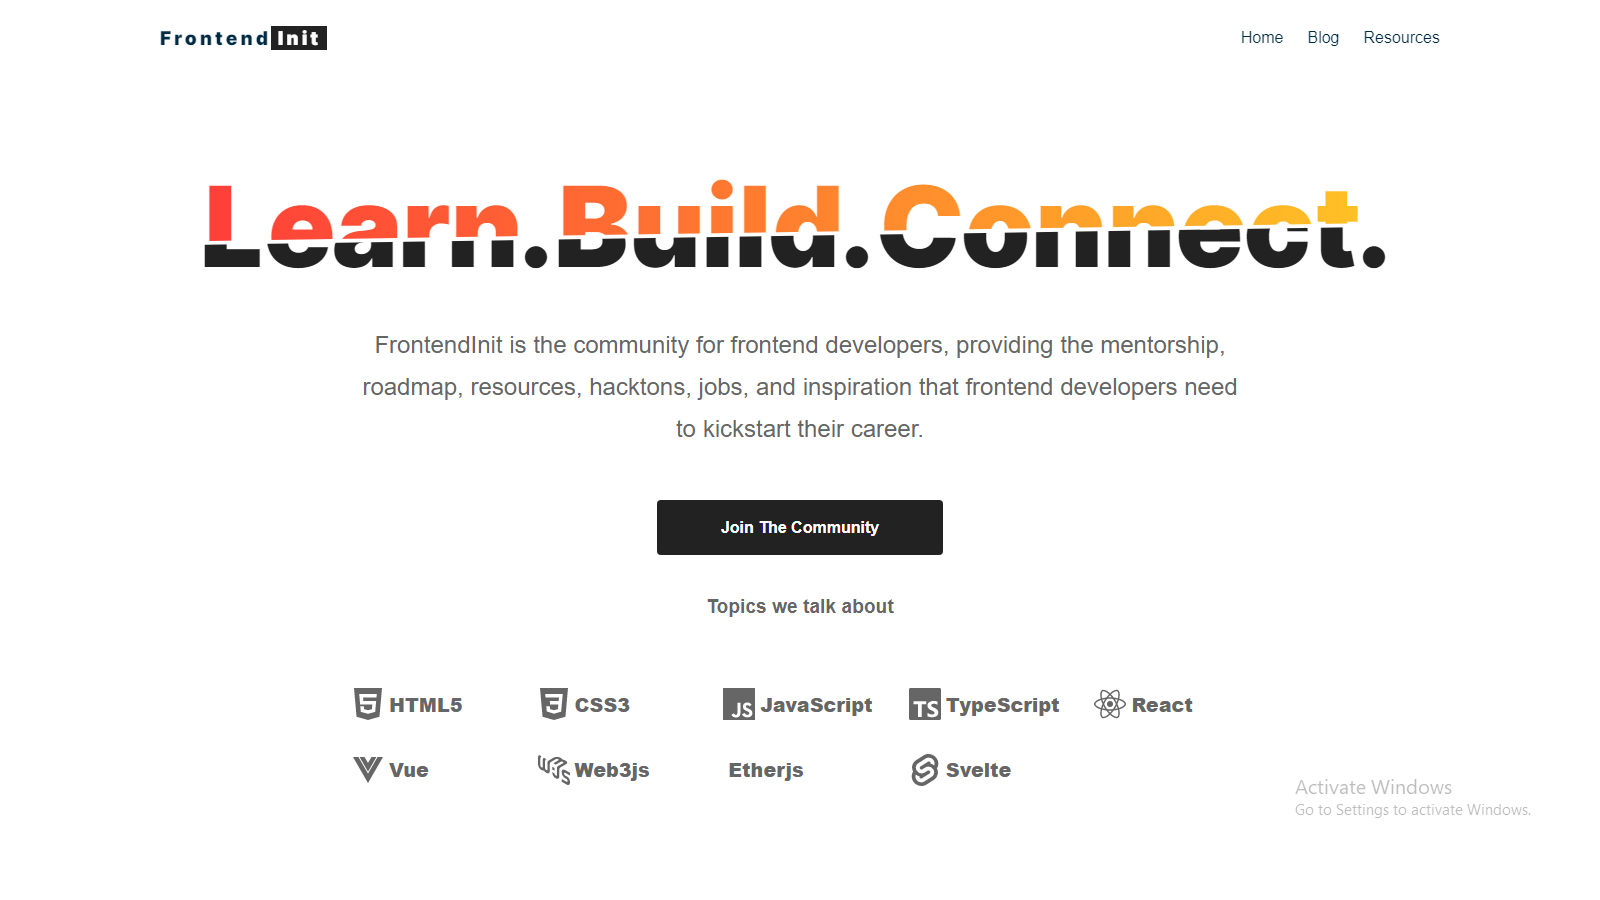 FrontendInit
Home Blog Resources
Learn.Build.Connect.
FrontendInit is the community for frontend developers, providing the mentorship,
roadmap, resources, hacktons, jobs, and inspiration that frontend developers need
to kickstart their career.
Join The Community
Topics we talk about
HTML5 CSS3 JS JavaScript TS TypeScript React
Vue Web3js Etherjs Svelte
Activate Windows
Go to Settings to activate Windows.